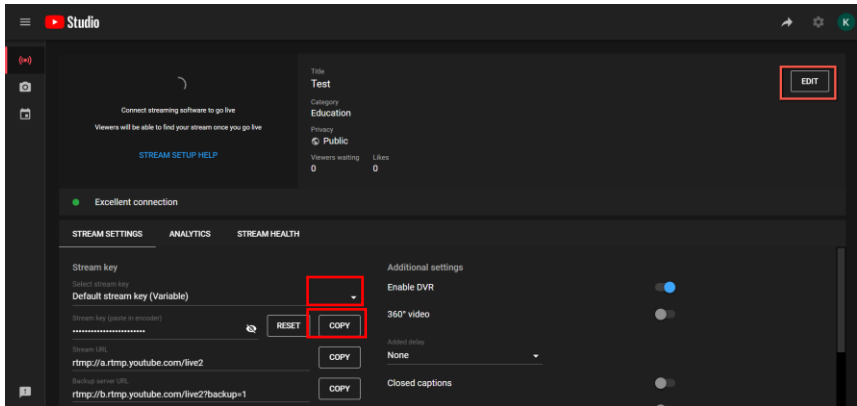 Studio
K
Connect streaming software to go live
Viewers will be able to find your stream once you go live
STREAM SETUP HELP
Title
Test
Category
Education
Privacy
Public
Viewers waiting Likes
0 0
EDIT
Excellent connection
STREAM SETTINGS ANALYTICS STREAM HEALTH
Stream key
Select stream key
Default stream key (Variable)
Stream key (paste in encoder)
••••••••••••••••••••••••
RESET COPY
Stream URL
rtmp://a.rtmp.youtube.com/live2
COPY
Backup server URL
rtmp://b.rtmp.youtube.com/live2?backup=1
COPY
Additional settings
Enable DVR
360° video
Added delay
None
Closed captions